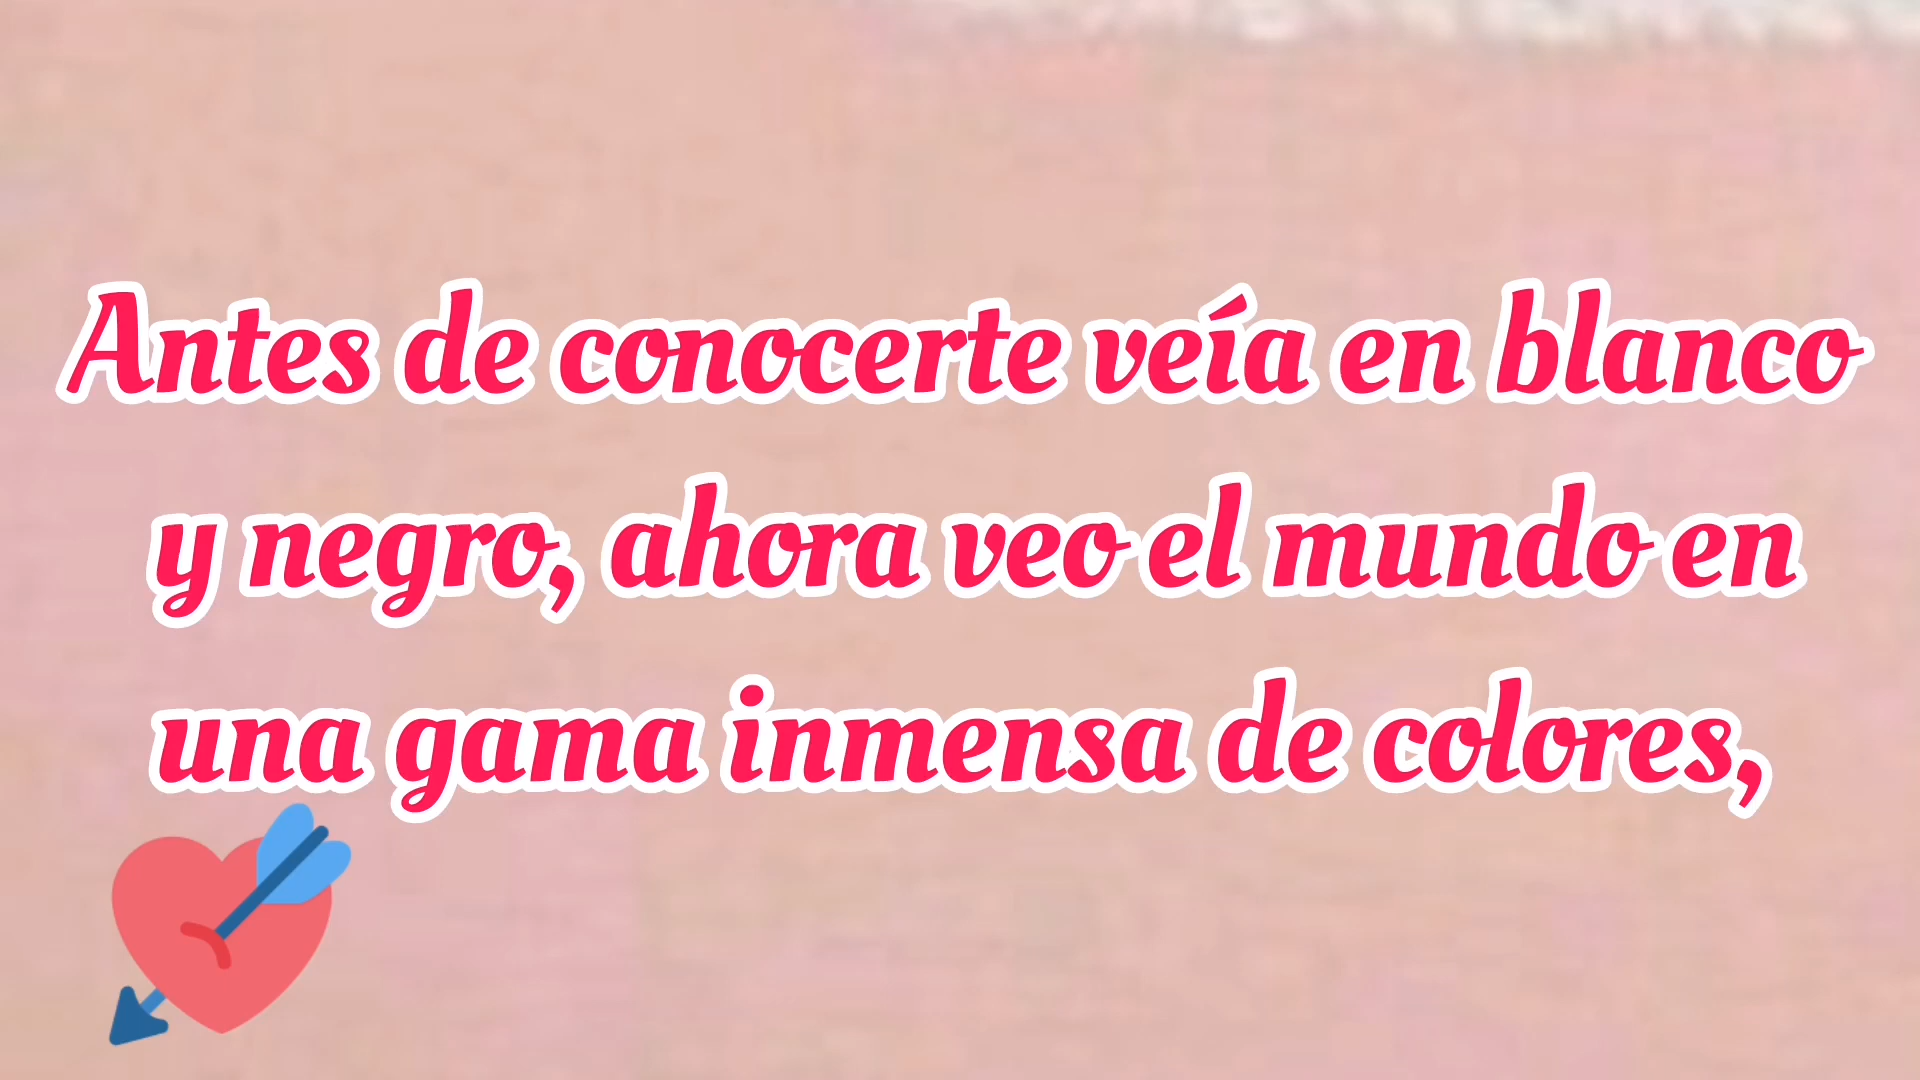 Antes de conocerte veía en blanco
y negro, ahora veo el mundo en
una gama inmensa de colores,